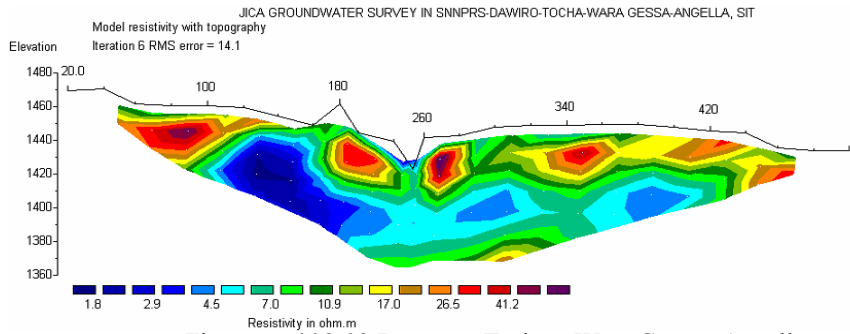 JICA GROUNDWATER SURVEY IN SNNPRS-DAWIRO-TOCHA-WARA GESSA-ANGELLA, SIT
Model resistivity with topography
Iteration 6 RMS error = 14.1
Elevation
1480
20.0
100
180
260
340
420
1460
1440
1420
1400
1380
1360
1.8 2.9 4.5 7.0 10.9 17.0 26.5 41.2
Resistivity in ohm.m